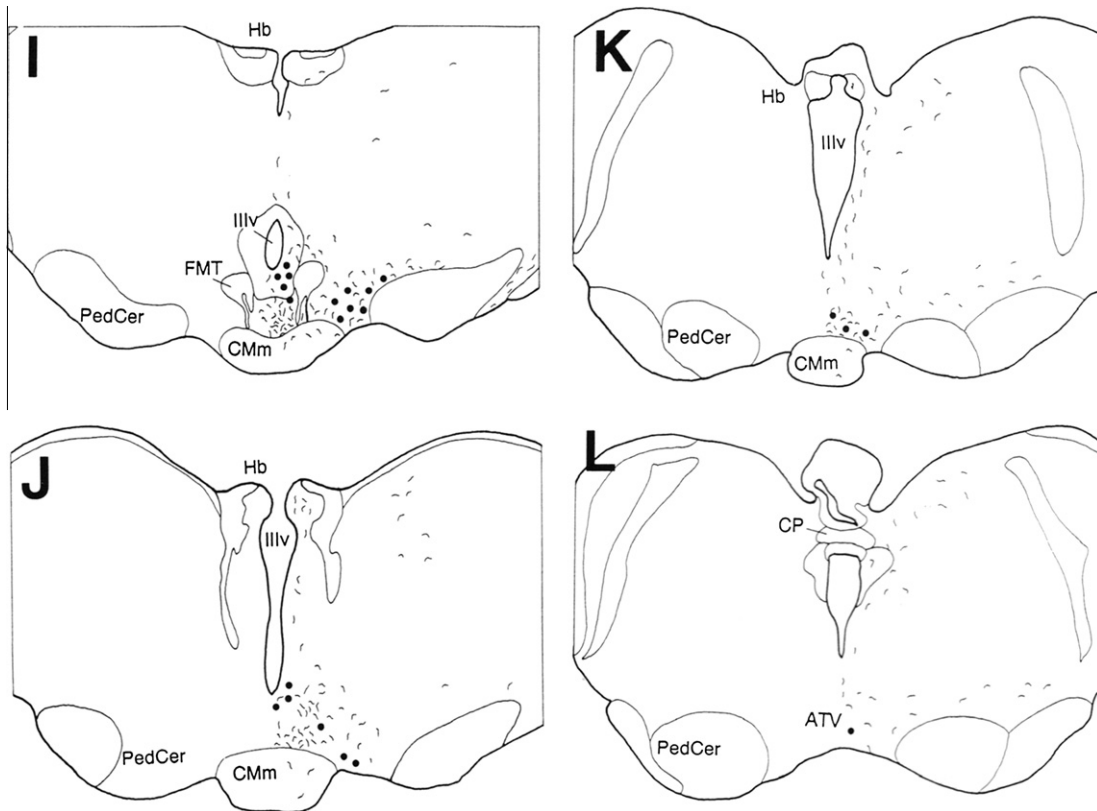 I
Hb
IIIv
FMT
PedCer
CMm
K
Hb
IIIv
PedCer
CMm
J
Hb
IIIv
PedCer
CMm
L
CP
ATV
PedCer